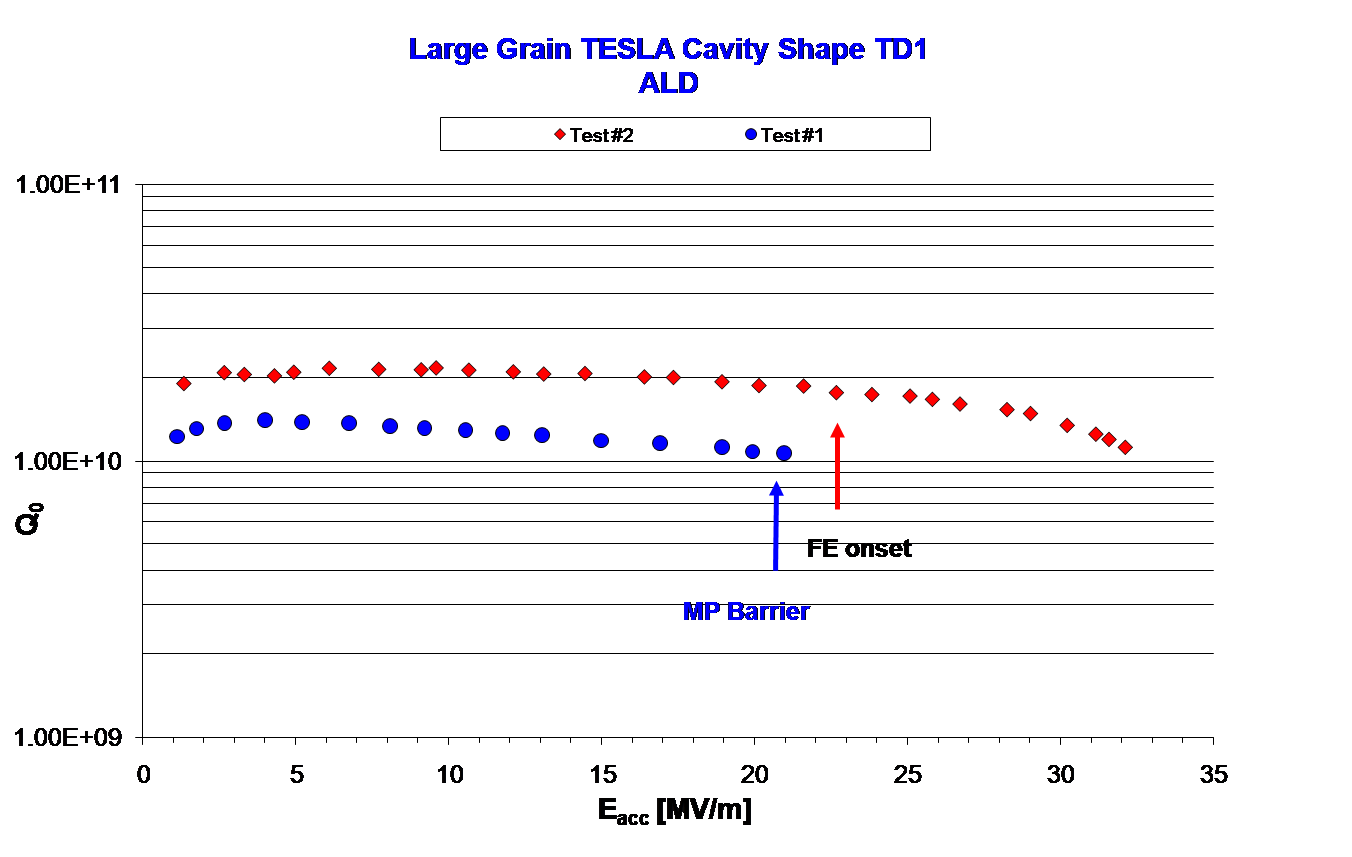 Large Grain TESLA Cavity Shape TD1
ALD
Test#2 Test#1
1.00E+11
1.00E+10
Q0
FE onset
MP Barrier
1.00E+09
0 5 10 15 20 25 30 35
Eacc [MV/m]